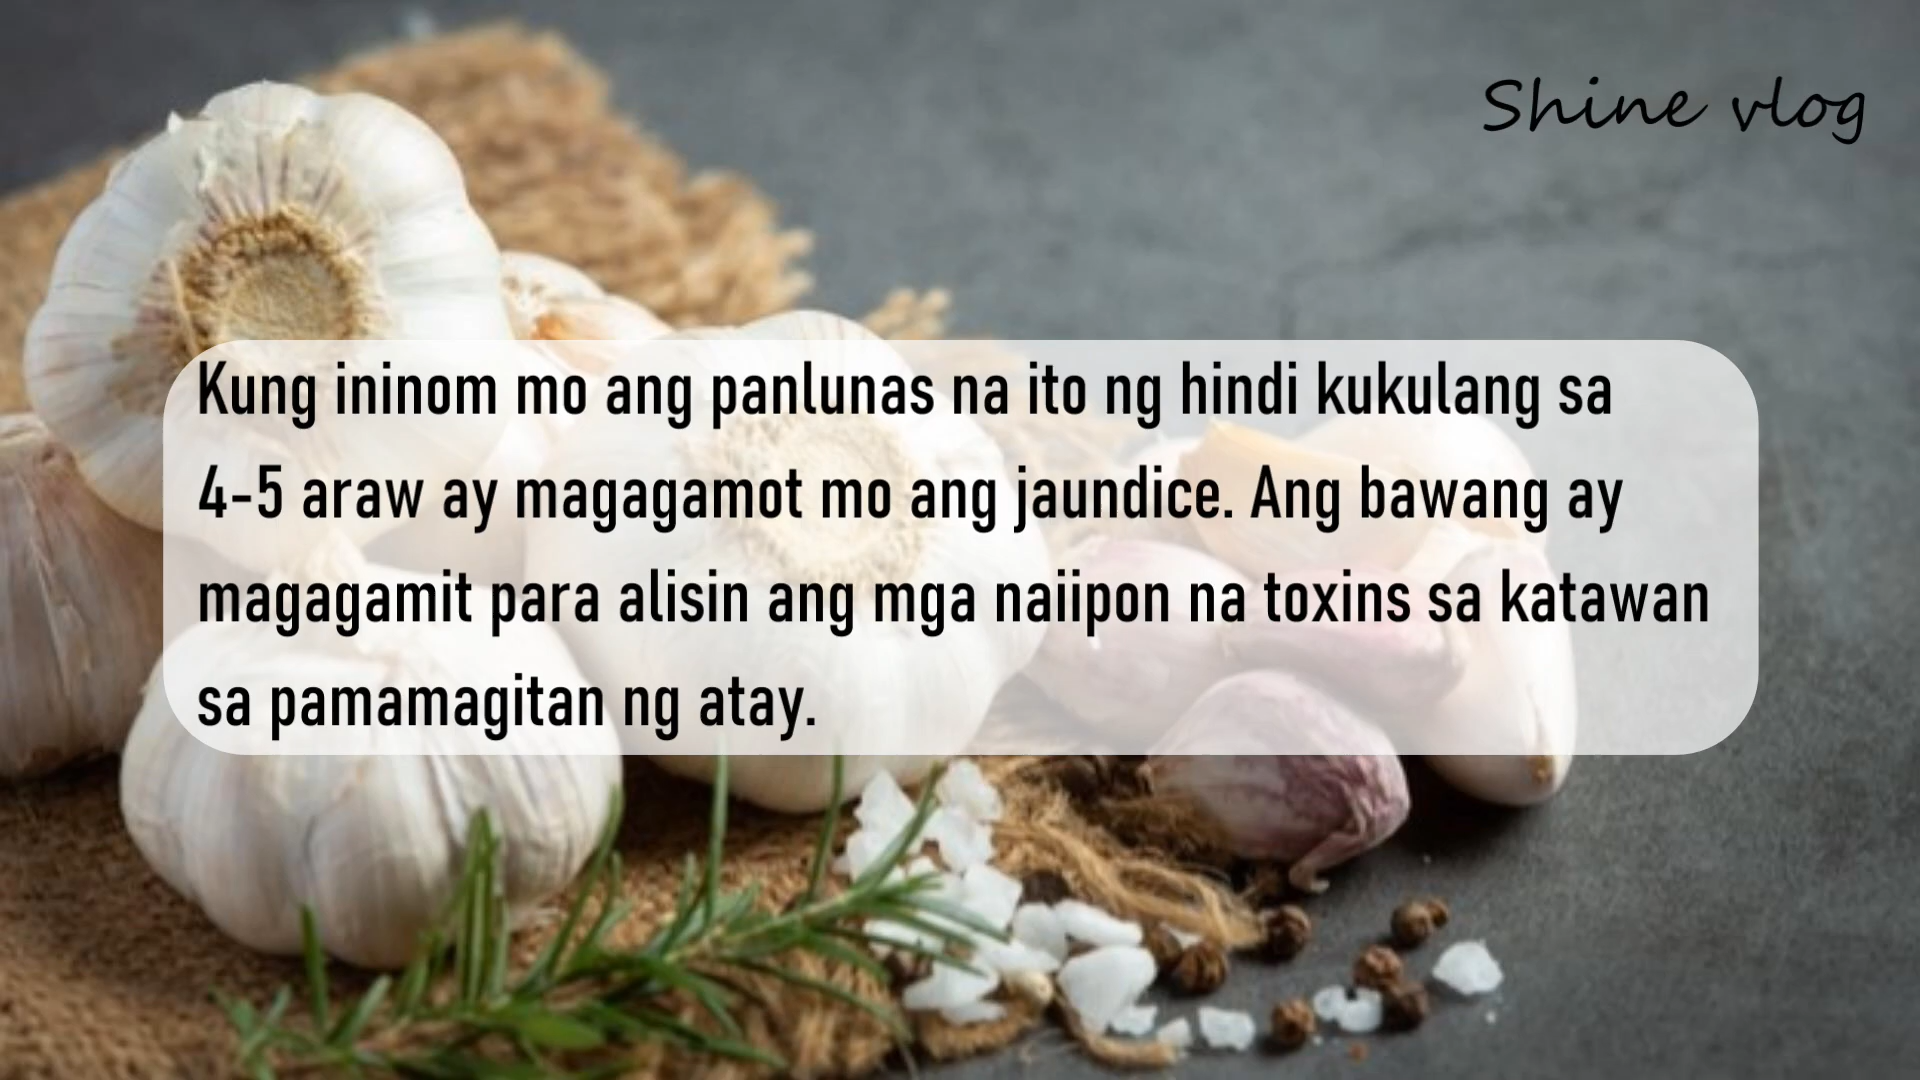 Shine vlog
Kung ininom mo ang panlunas na ito ng hindi kukulang sa
4-5 araw ay magagamot mo ang jaundice. Ang bawang ay
magagamit para alisin ang mga naiipon na toxins sa katawan
sa pamamagitan ng atay.